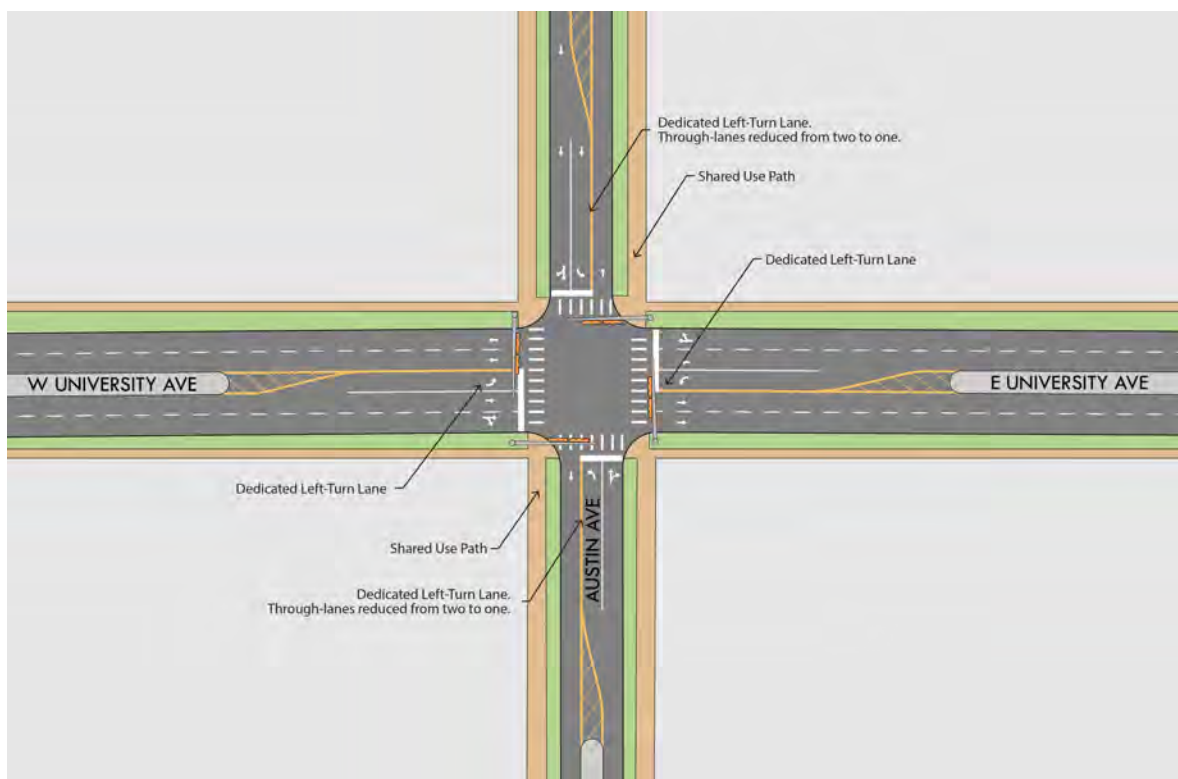 Dedicated Left-Turn Lane.
Through-lanes reduced from two to one.
Shared Use Path
Dedicated Left-Turn Lane
W UNIVERSITY AVE
E UNIVERSITY AVE
Dedicated Left-Turn Lane
AUSTIN AVE
Shared Use Path
Dedicated Left-Turn Lane.
Through-lanes reduced from two to one.